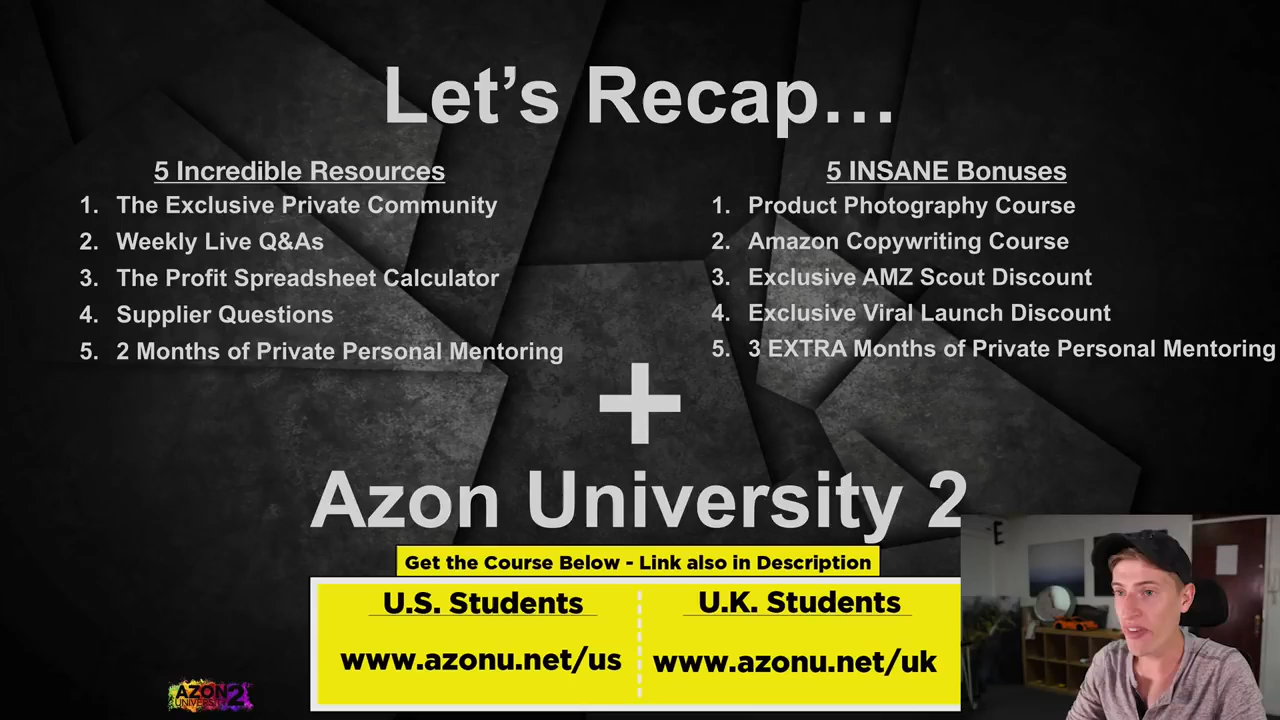 Let's Recap…
5 Incredible Resources
1. The Exclusive Private Community
2. Weekly Live Q&As
3. The Profit Spreadsheet Calculator
4. Supplier Questions
5. 2 Months of Private Personal Mentoring
5 INSANE Bonuses
1. Product Photography Course
2. Amazon Copywriting Course
3. Exclusive AMZ Scout Discount
4. Exclusive Viral Launch Discount
5. 3 EXTRA Months of Private Personal Mentoring
+
Azon University 2
Get the Course Below - Link also in Description
U.S. Students
www.azonu.net/us
U.K. Students
www.azonu.net/uk
AZON 2
UNIVERSITY
E